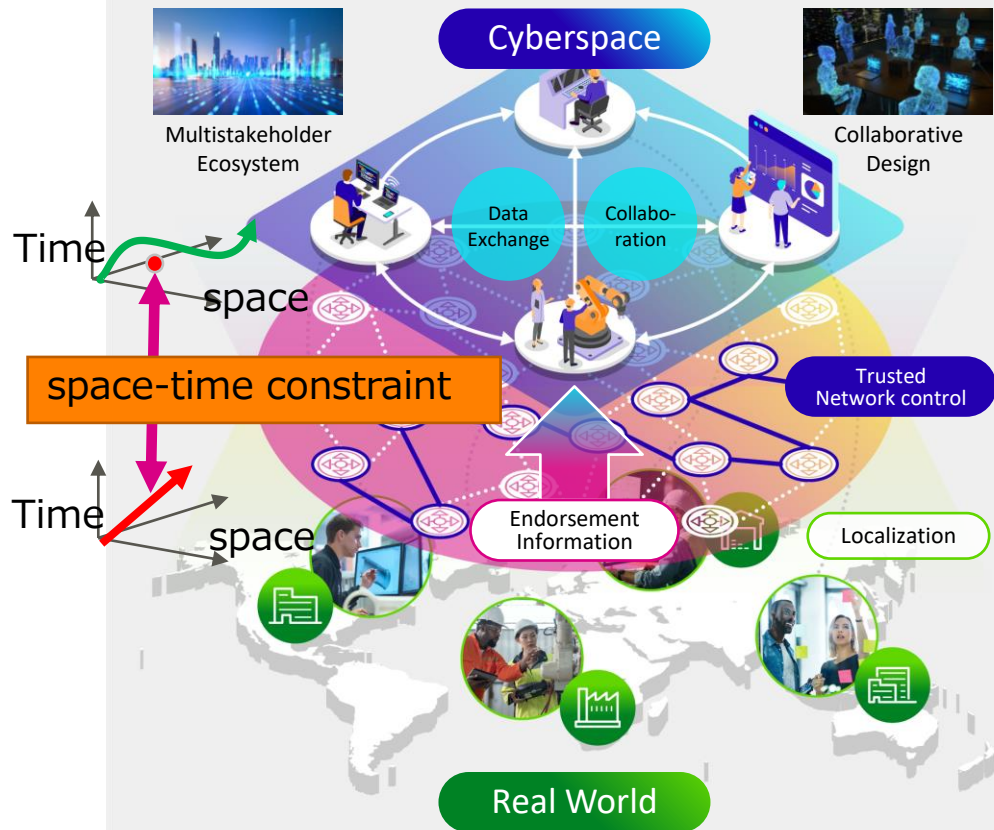 Cyberspace
Multistakeholder
Ecosystem
Collaborative
Design
Data
Exchange
Collabo-
ration
Time
space
space-time constraint
Trusted
Network control
Time
space
Endorsement
Information
Localization
Real World